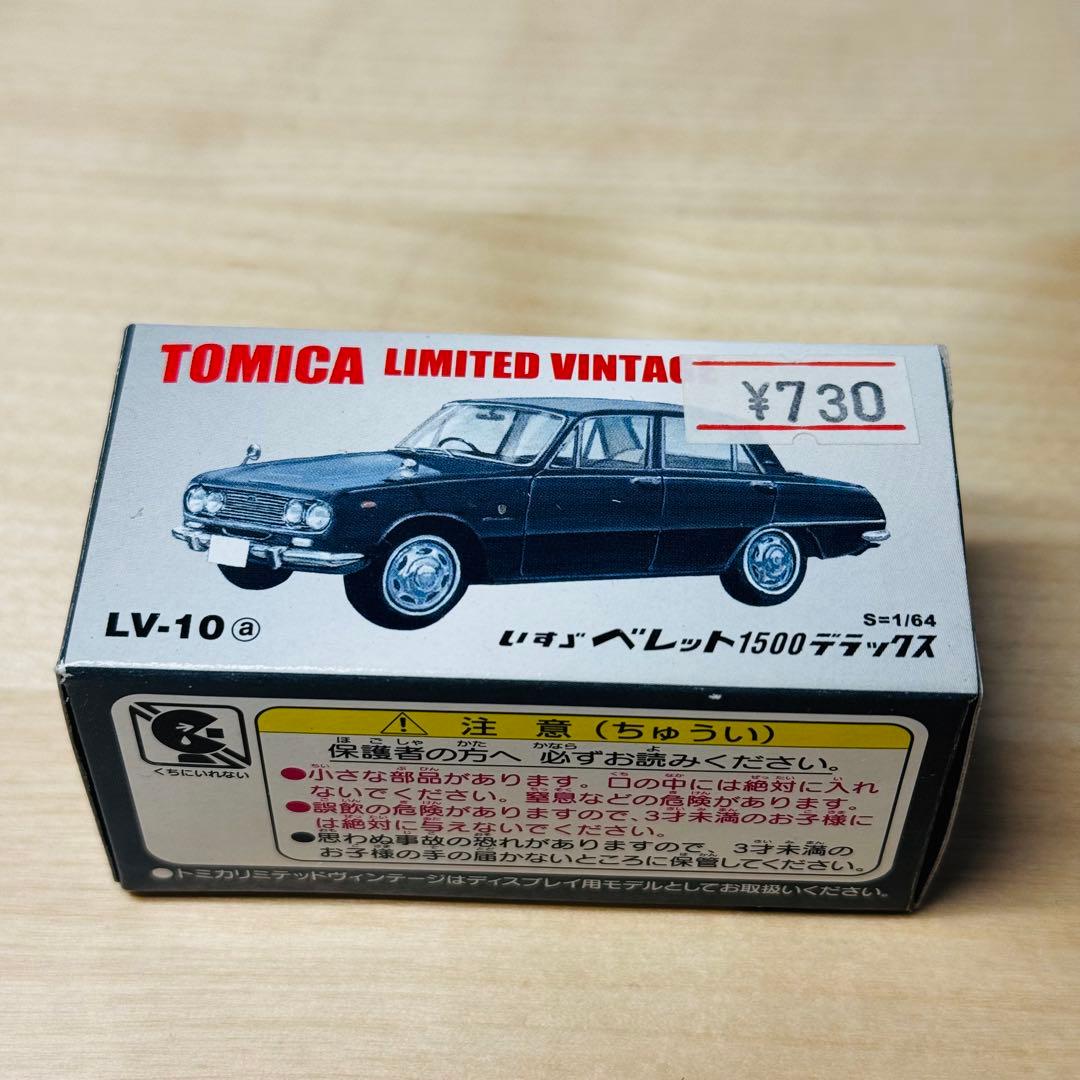 TOMICA LIMITED VINTAG
¥730
LV-10 ⓐ
S=1/64
いすゞ ベレット1500デラックス
くちにいれない
⚠ 注 意 (ちゅうい)
保護者の方へ 必ずお読みください。
●小さな部品があります。口の中には絶対に入れ
ないでください。窒息などの危険があります。
●誤飲の危険がありますので、3才未満のお子様に
は絶対に与えないでください。
●思わぬ事故の恐れがありますので、3才未満の
お子様の手の届かないところに保管してください。
●トミカリミテッドヴィンテージはディスプレイ用モデルとしてお取扱いください。